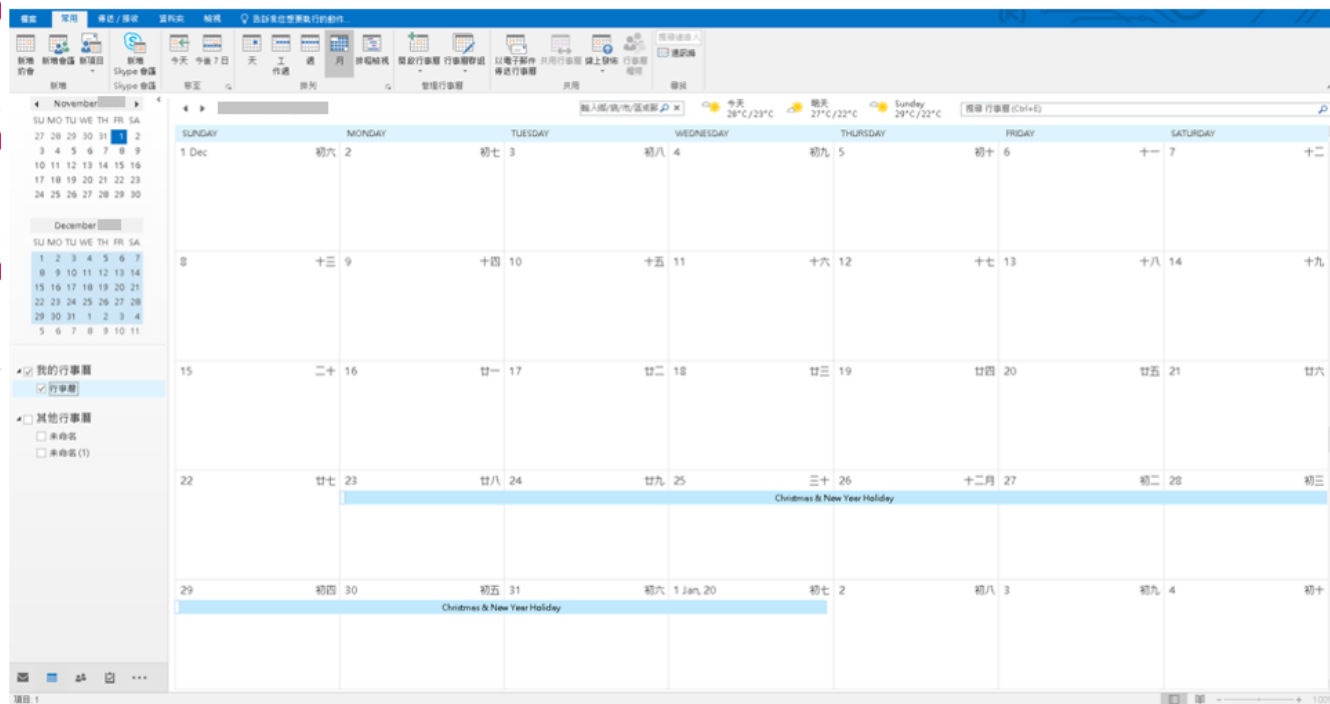 檔案 常用 傳送/接收 資料夾 檢視 告訴我您想要執行的動作...
新增約會 新增會議 新項目 新增 Skype 會議 今天 今後 7 日 天 工作週 週 月 排程檢視 開啟行事曆 行事曆群組 以電子郵件傳送行事曆 共用行事曆 線上發佈 行事曆權限 搜尋連絡人
通訊錄
新增 Skype 會議 移至 排列 管理行事曆 共用 尋找
November
SU MO TU WE TH FR SA
27 28 29 30 31 1 2
3 4 5 6 7 8 9
10 11 12 13 14 15 16
17 18 19 20 21 22 23
24 25 26 27 28 29 30
December
SU MO TU WE TH FR SA
1 2 3 4 5 6 7
8 9 10 11 12 13 14
15 16 17 18 19 20 21
22 23 24 25 26 27 28
29 30 31 1 2 3 4
5 6 7 8 9 10 11
我的行事曆
行事曆
其他行事曆
未命名
未命名 (1)
項目: 1
今天
28°C/23°C
明天
27°C/22°C
Sunday
29°C/22°C
搜尋 行事曆 (Ctrl+E)
SUNDAY MONDAY TUESDAY WEDNESDAY THURSDAY FRIDAY SATURDAY
1 Dec 初六 2 初七 3 初八 4 初九 5 初十 6 十一 7 十二
8 十三 9 十四 10 十五 11 十六 12 十七 13 十八 14 十九
15 二十 16 廿一 17 廿二 18 廿三 19 廿四 20 廿五 21 廿六
22 廿七 23 廿八 24 廿九 25 三十 26 十二月 27 初二 28 初三
Christmas & New Year Holiday
29 初四 30 初五 31 初六 1 Jan, 20 初七 2 初八 3 初九 4 初十
Christmas & New Year Holiday
100%